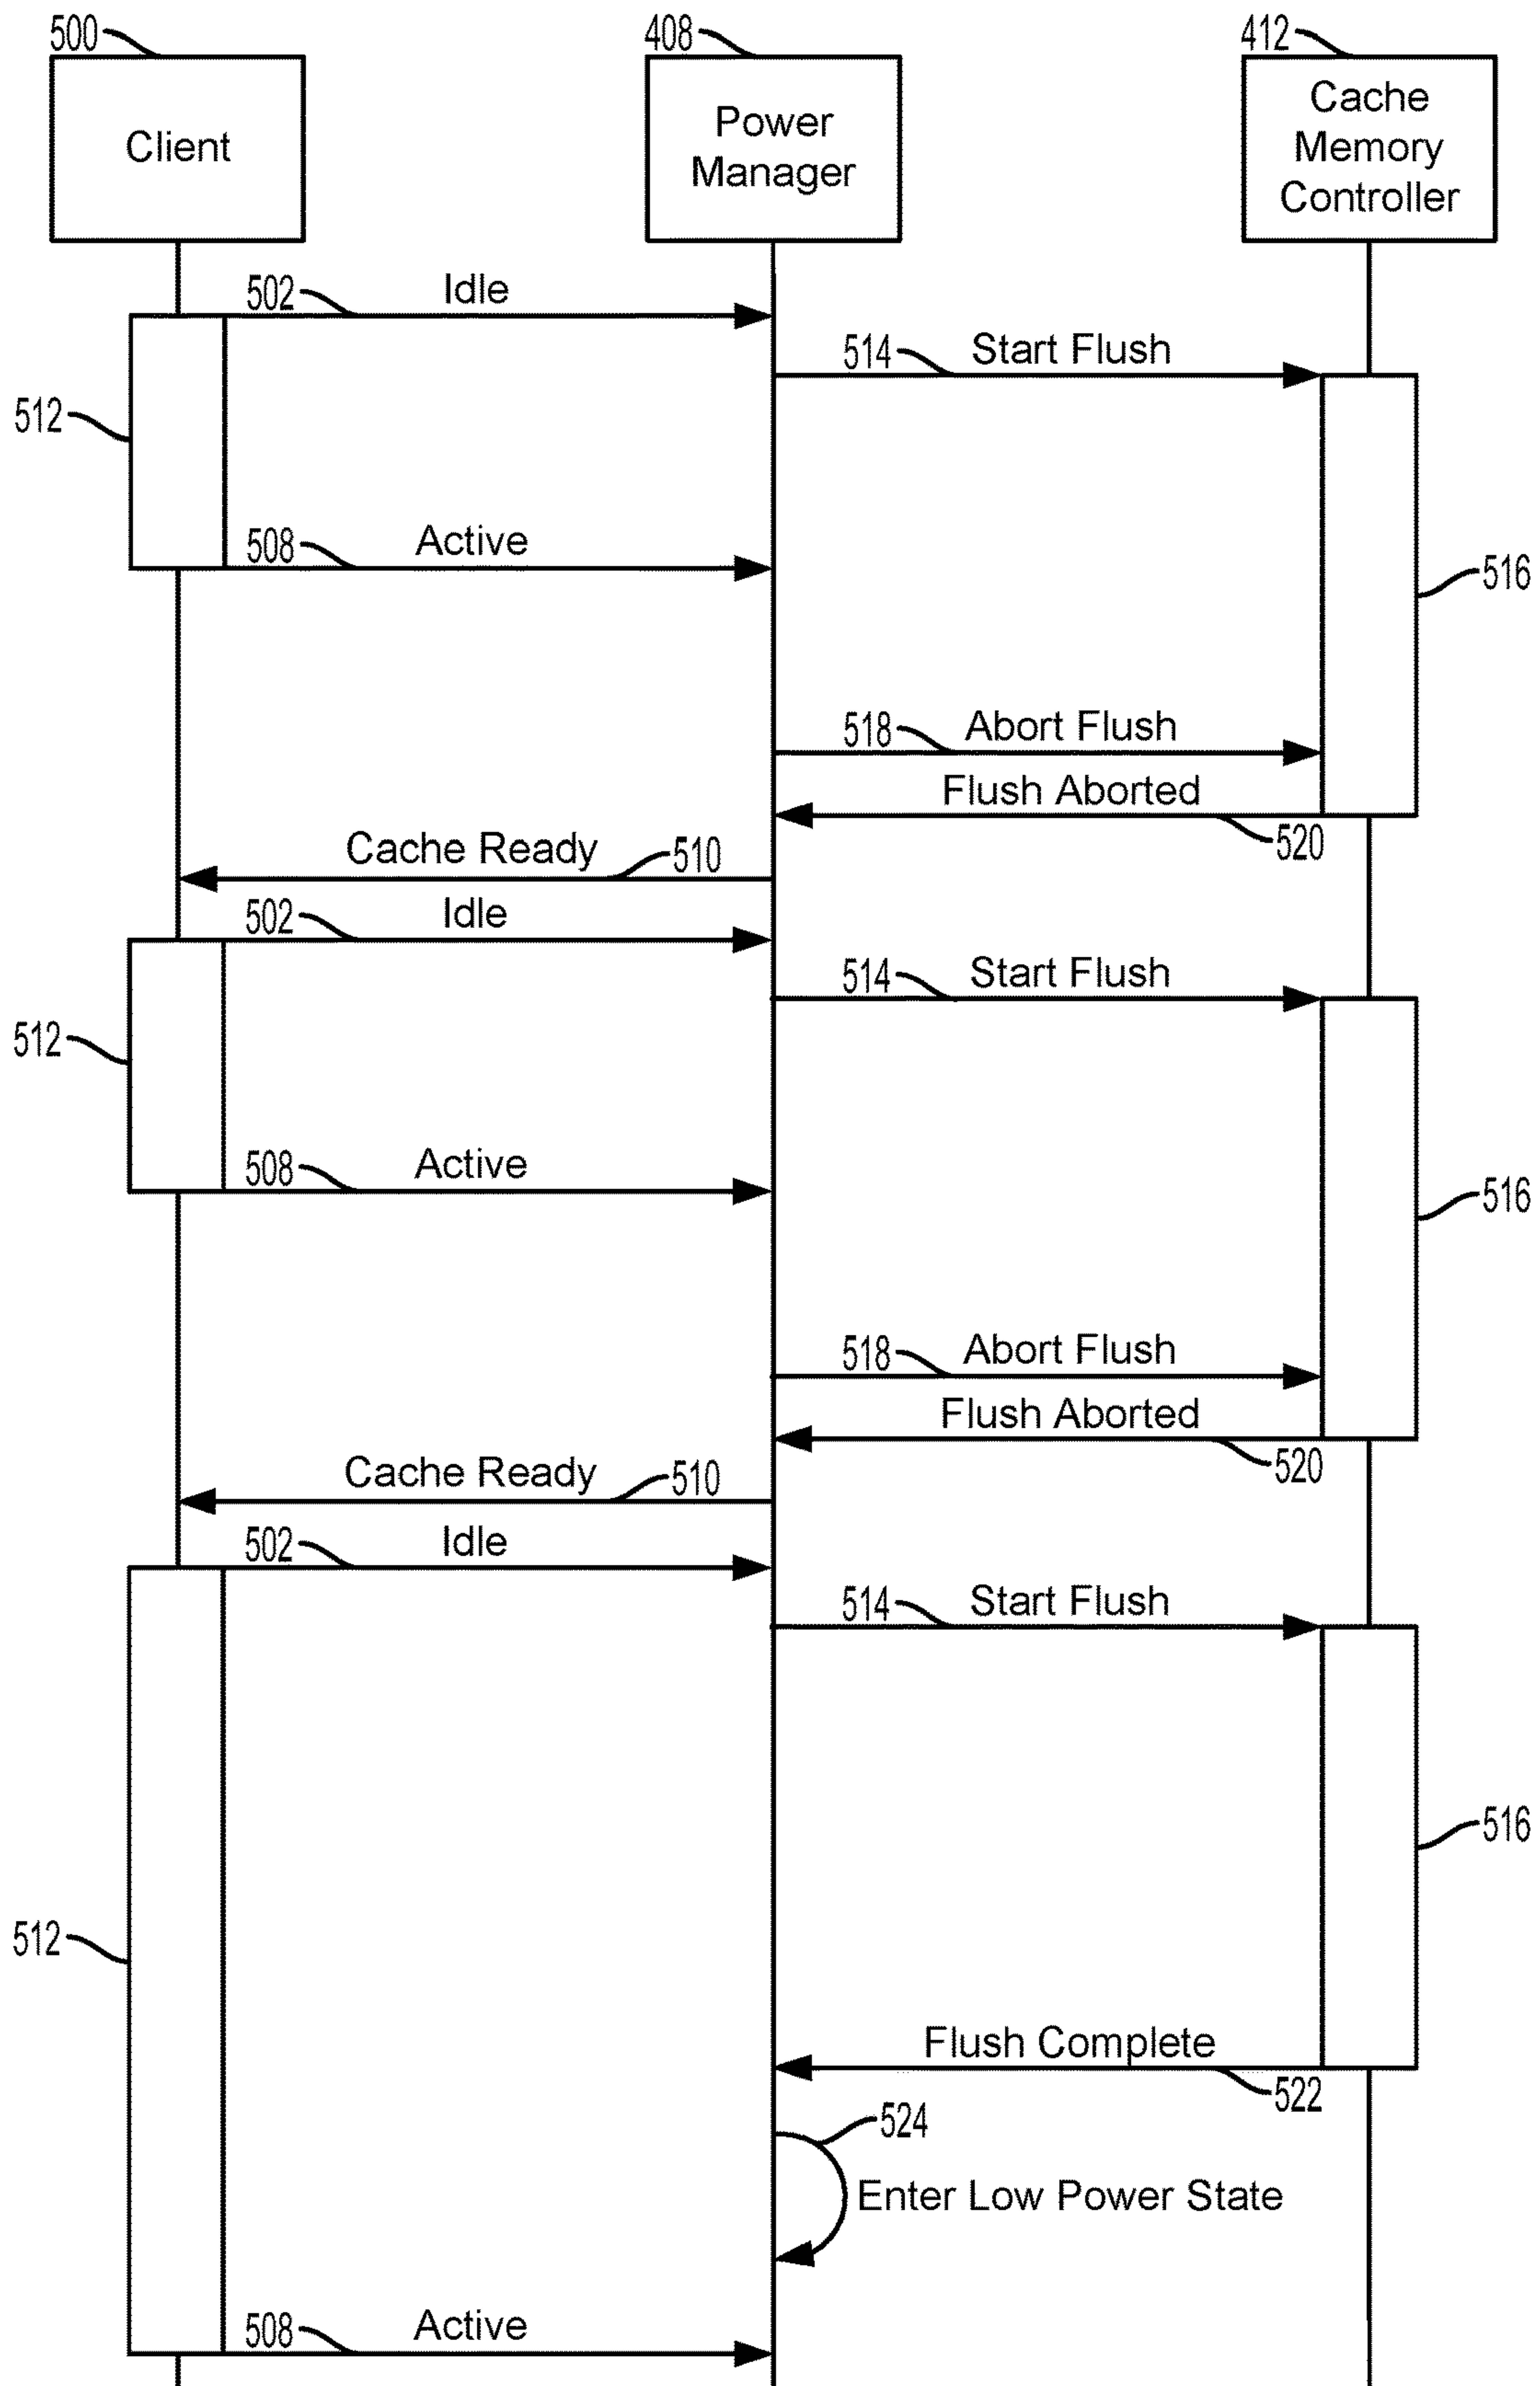 500
408
412
Client
Power
Manager
Cache
Memory
Controller
502
Idle
514
Start Flush
512
508
Active
516
518
Abort Flush
Flush Aborted
520
Cache Ready
510
502
Idle
514
Start Flush
512
508
Active
516
518
Abort Flush
Flush Aborted
520
Cache Ready
510
502
Idle
514
Start Flush
516
512
Flush Complete
522
524
Enter Low Power State
508
Active